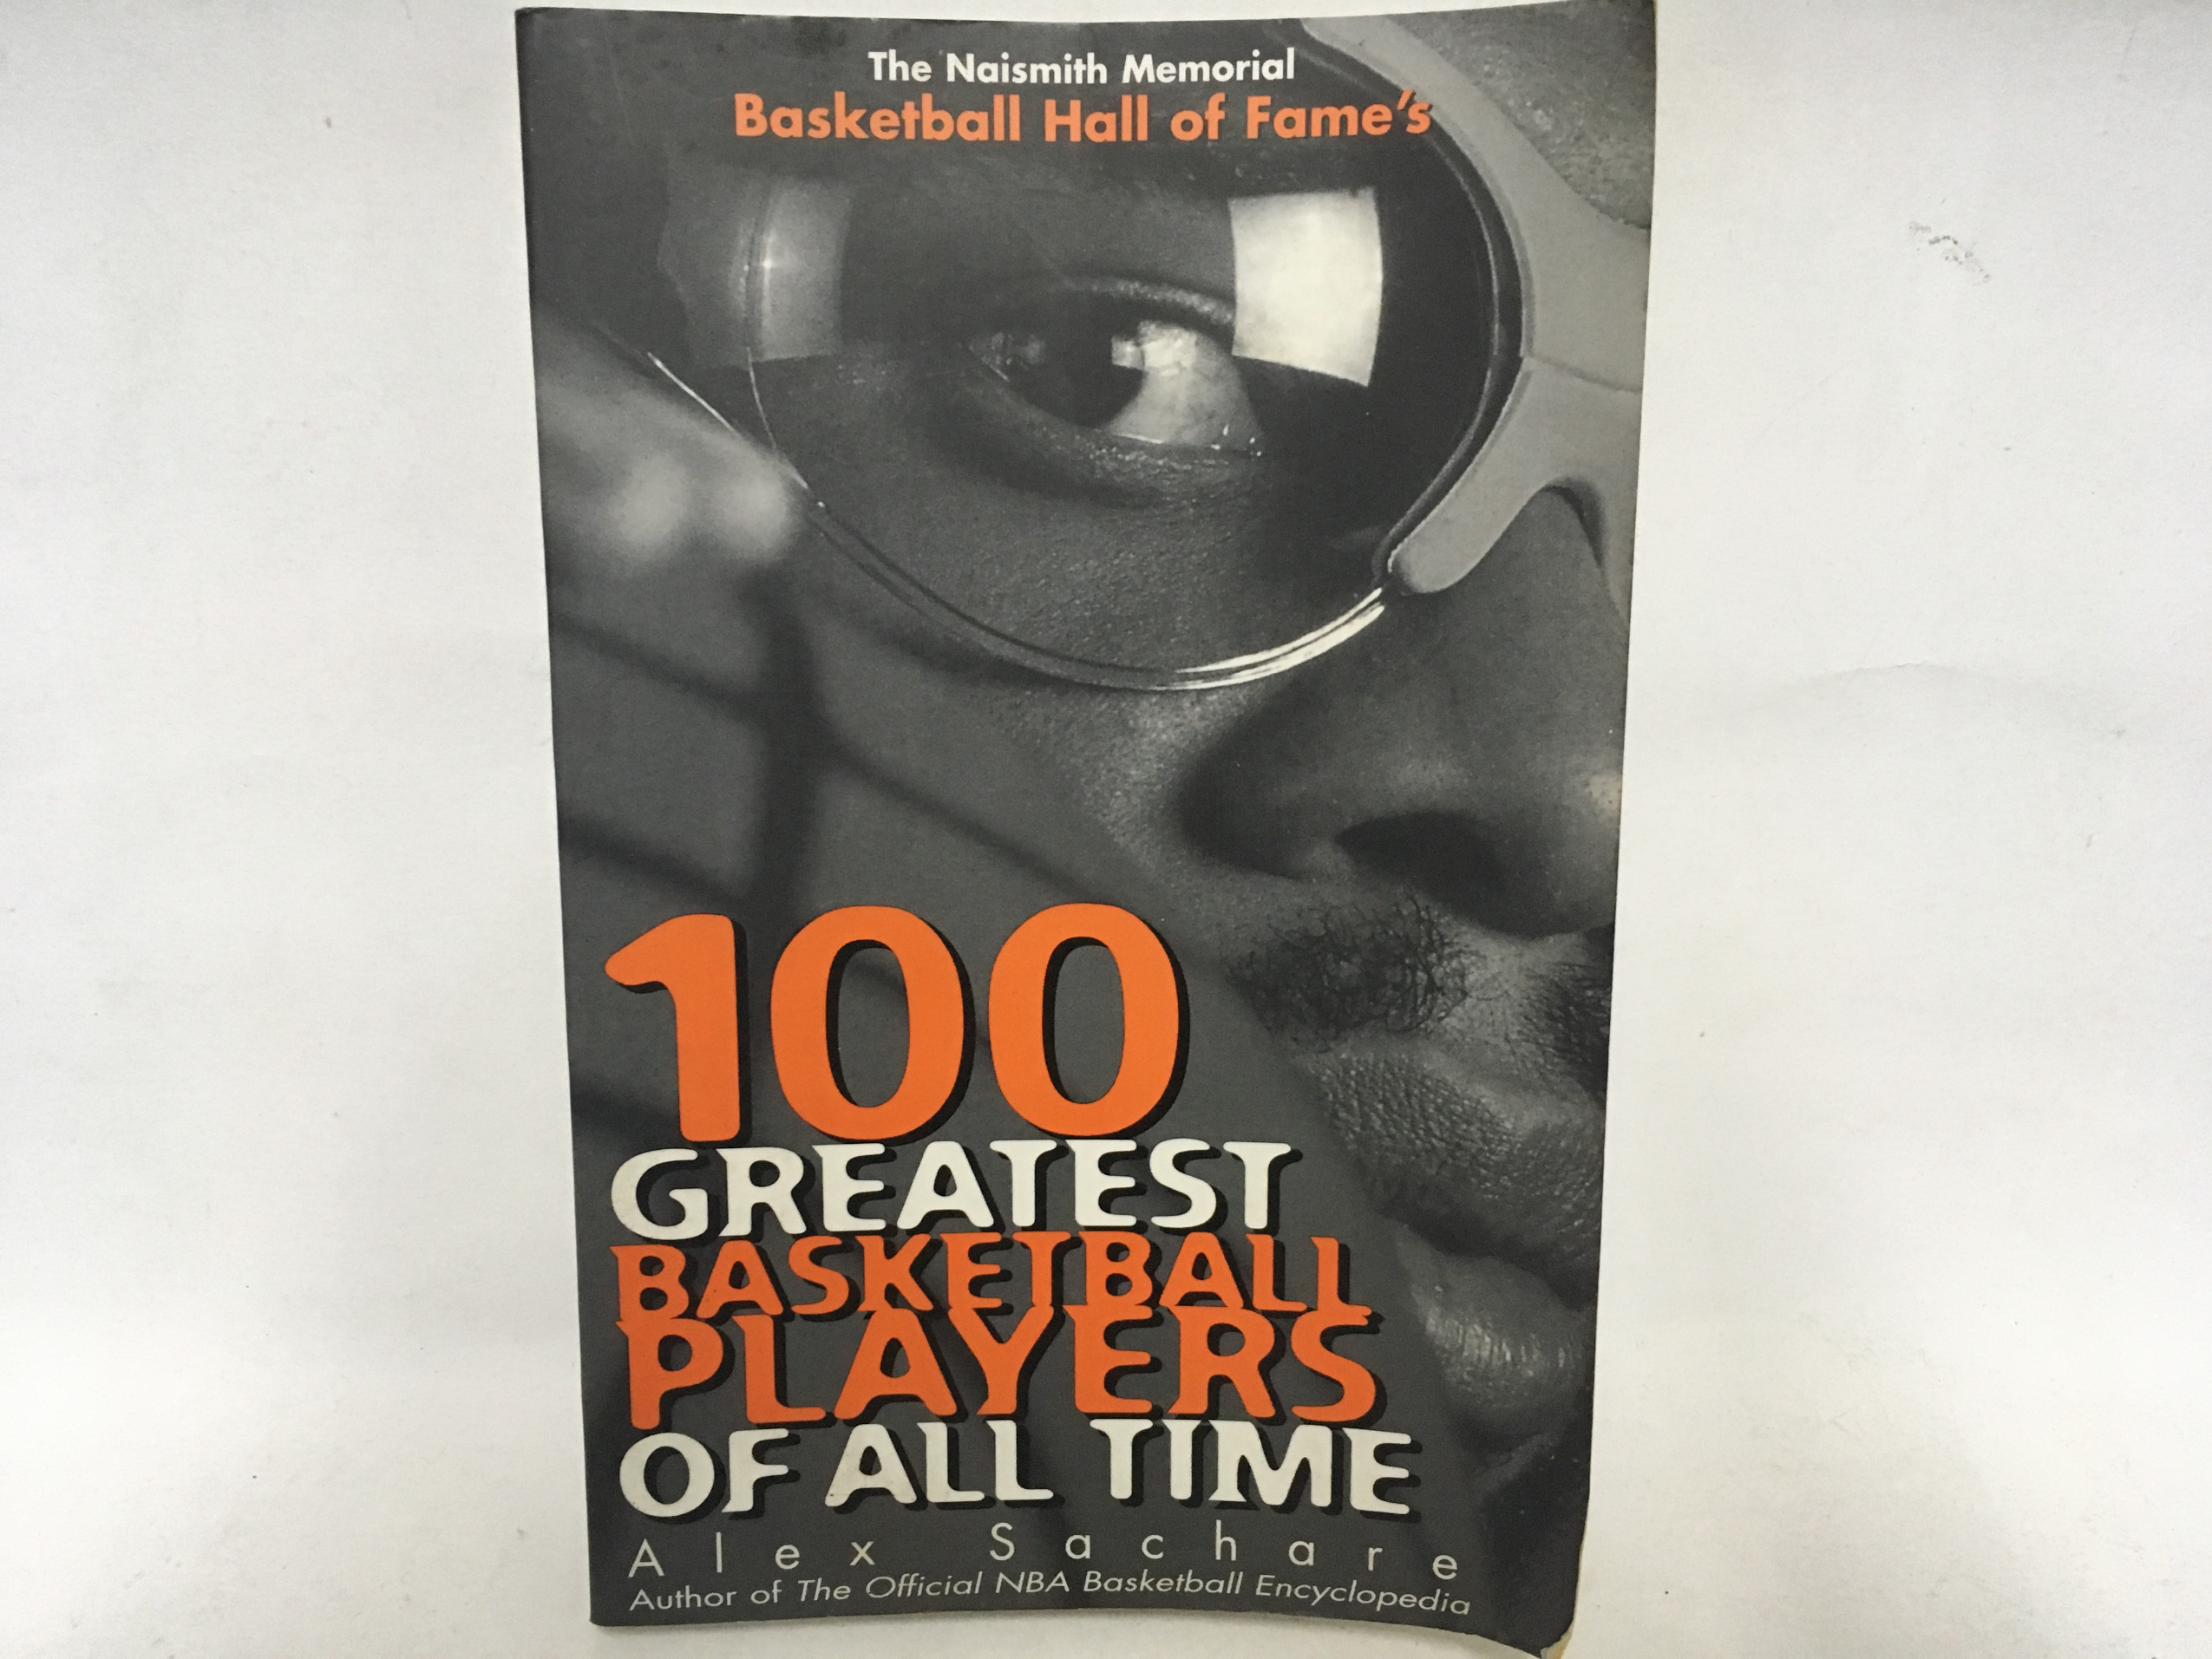 The Naismith Memorial
Basketball Hall of Fame's
100
GREATEST
BASKETBALL
PLAYERS
OF ALL TIME
Alex Sachare
Author of The Official NBA Basketball Encyclopedia